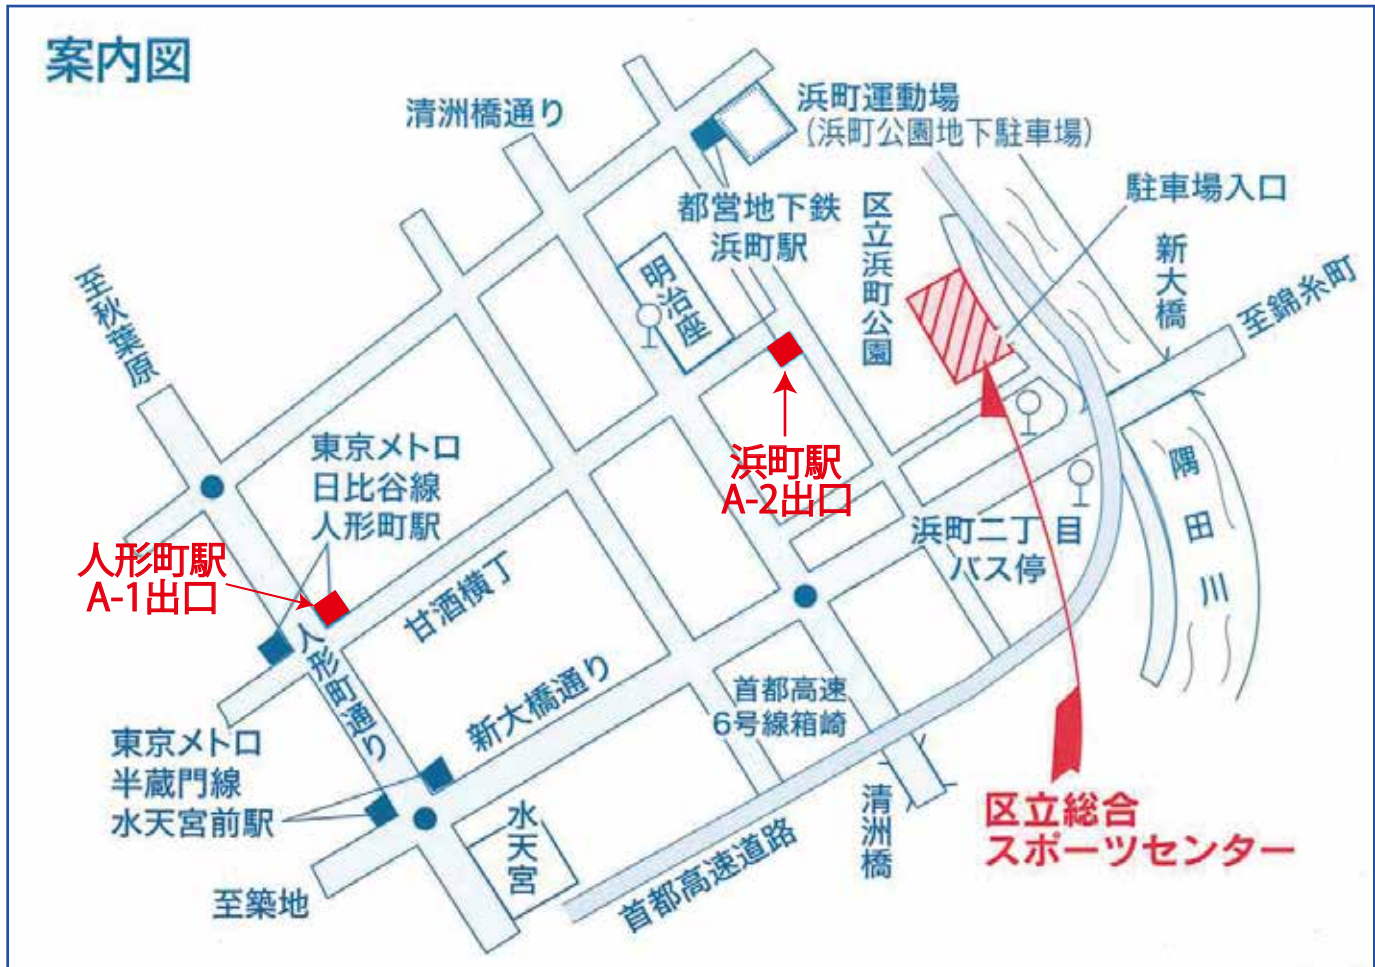 案内図
清洲橋通り
浜町運動場
(浜町公園地下駐車場)
駐車場入口
都営地下鉄
浜町駅
区立浜町公園
新大橋
至錦糸町
明治座
至秋葉原
東京メトロ
日比谷線
人形町駅
浜町駅
A-2出口
隅田川
浜町二丁目
バス停
人形町駅
A-1出口
甘酒横丁
人形町通り
新大橋通り
首都高速
6号線箱崎
東京メトロ
半蔵門線
水天宮前駅
水天宮
清洲橋
区立総合
スポーツセンター
首都高速道路
至築地